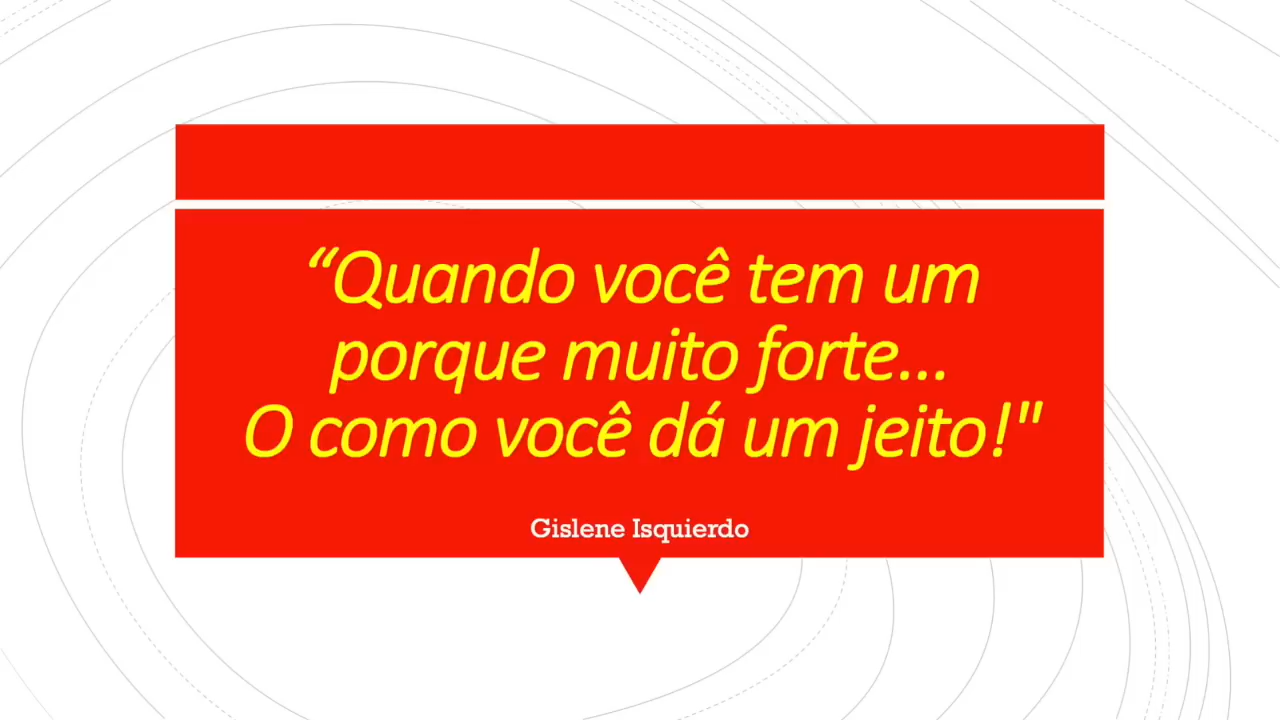 “Quando você tem um
porque muito forte...
O como você dá um jeito!"
Gislene Isquierdo